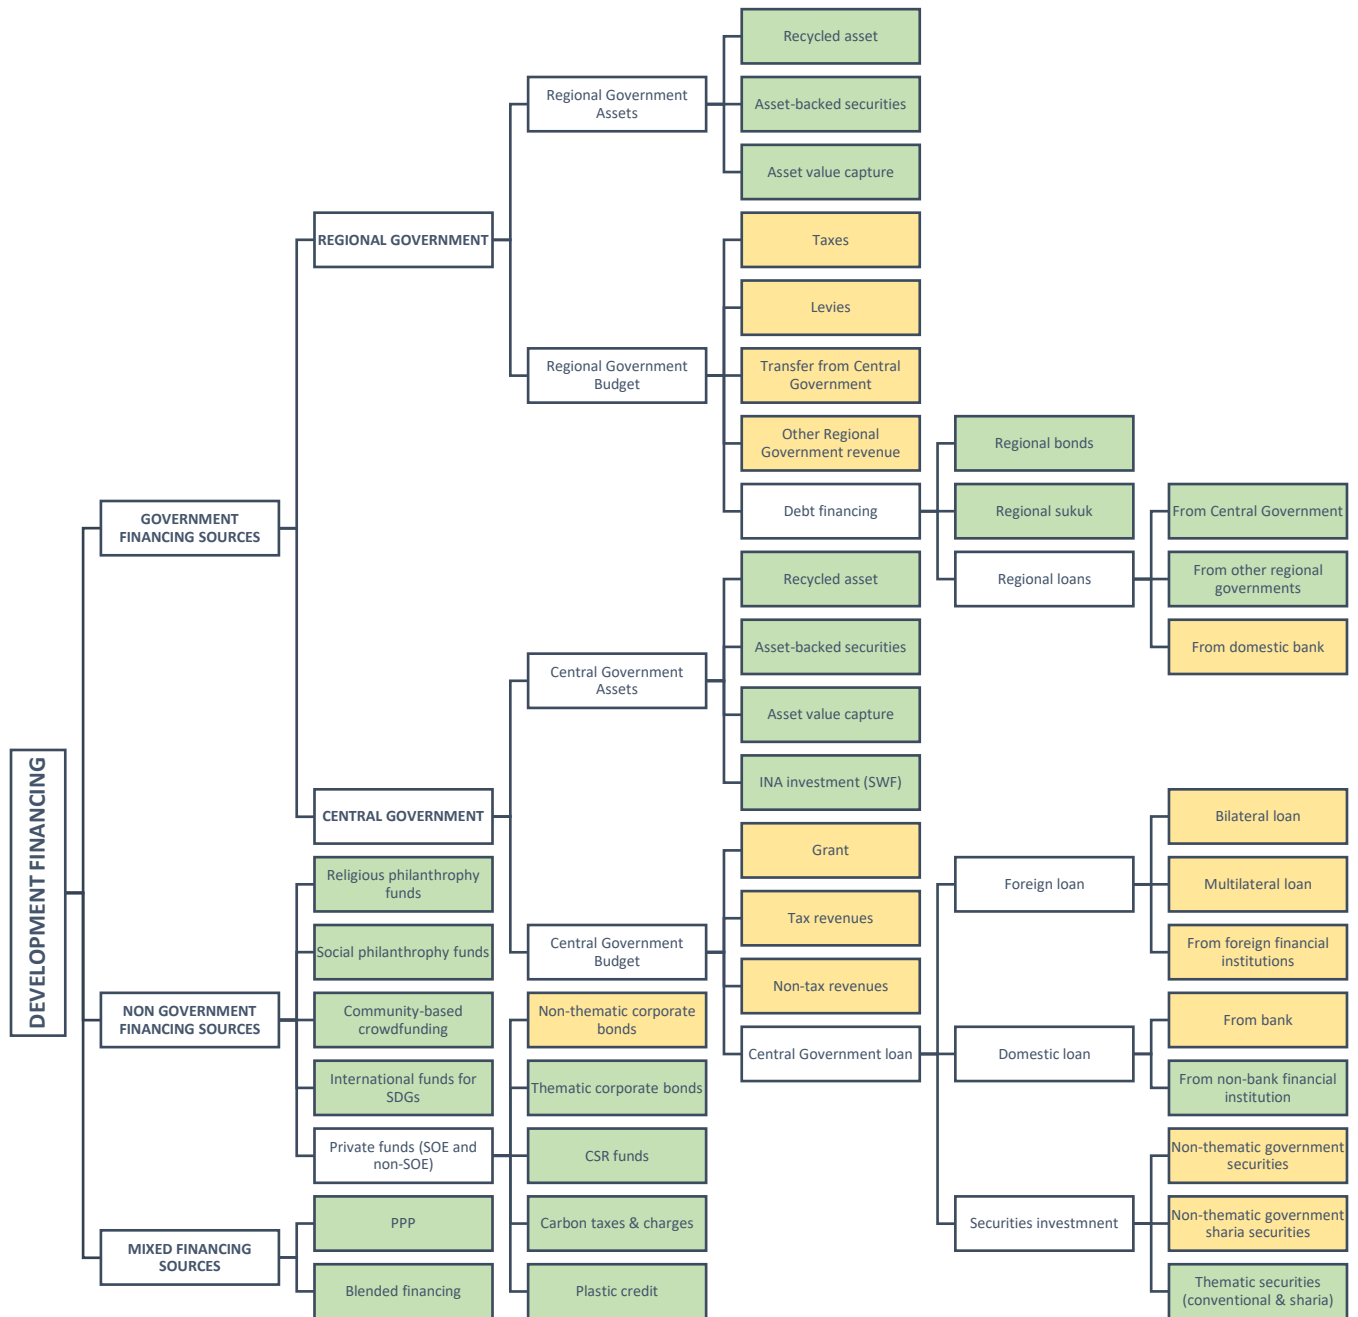 Recycled asset
Regional Government
Assets
Asset-backed securities
Asset value capture
REGIONAL GOVERNMENT
Taxes
Levies
Regional Government
Budget
Transfer from Central
Government
Other Regional
Government revenue
Regional bonds
GOVERNMENT
FINANCING SOURCES
Debt financing
Regional sukuk
From Central Government
Recycled asset
Regional loans
From other regional
governments
Asset-backed securities
From domestic bank
Central Government
Assets
Asset value capture
INA investment (SWF)
DEVELOPMENT FINANCING
CENTRAL GOVERNMENT
Bilateral loan
Grant
Religious philanthropy
funds
Foreign loan
Multilateral loan
Tax revenues
Social philanthropy funds
Central Government
Budget
From foreign financial
institutions
Non-tax revenues
NON GOVERNMENT
FINANCING SOURCES
Community-based
crowdfunding
Non-thematic corporate
bonds
From bank
Central Government loan
Domestic loan
International funds for
SDGs
Thematic corporate bonds
From non-bank financial
institution
Private funds (SOE and
non-SOE)
CSR funds
Non-thematic government
securities
PPP
Carbon taxes & charges
Securities investmnent
Non-thematic government
sharia securities
MIXED FINANCING
SOURCES
Blended financing
Plastic credit
Thematic securities
(conventional & sharia)